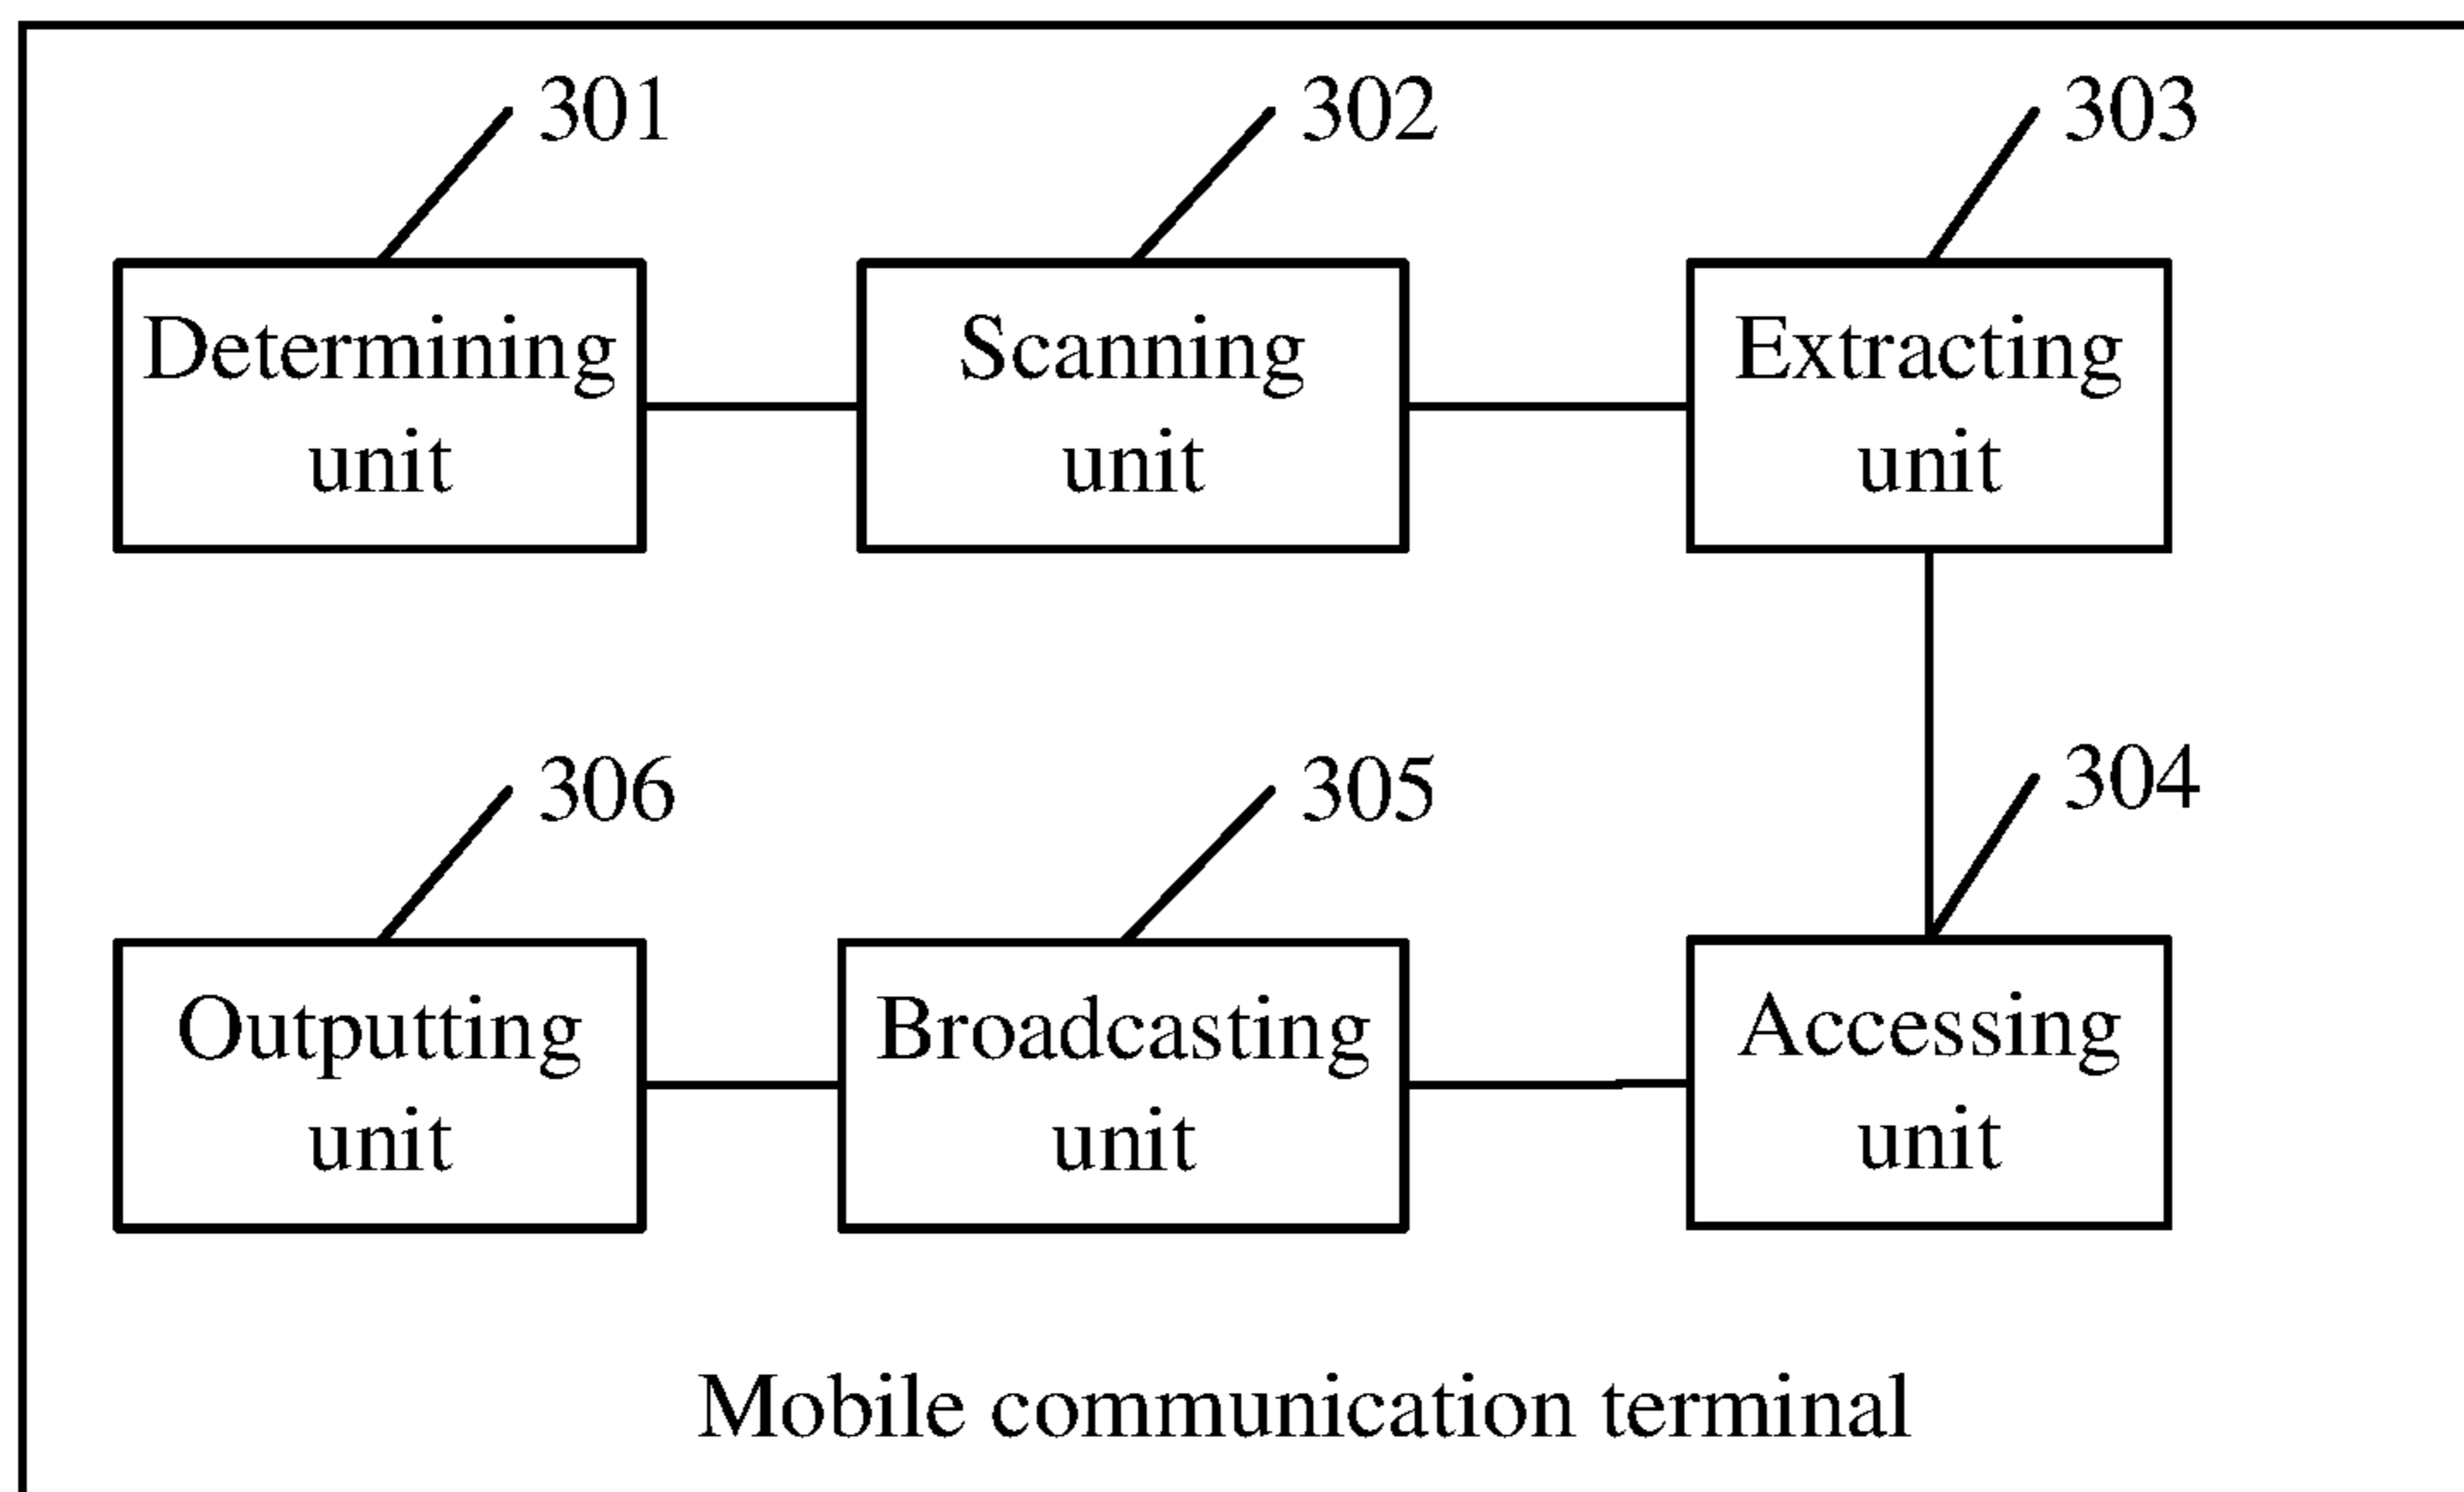 301
302
303
Determining
unit
Scanning
unit
Extracting
unit
306
305
304
Outputting
unit
Broadcasting
unit
Accessing
unit
Mobile communication terminal